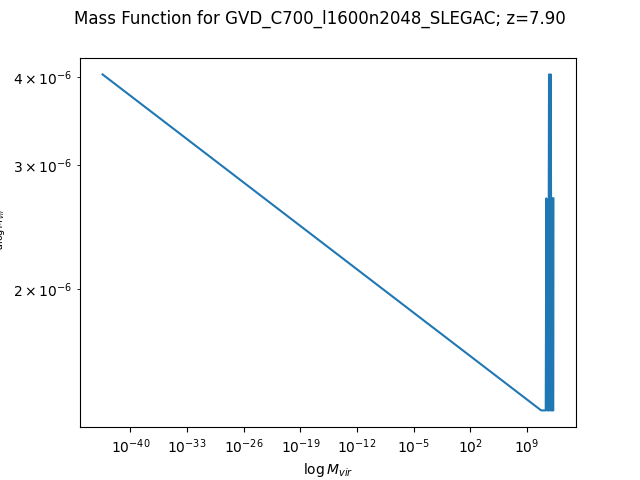 Mass Function for GVD_C700_l1600n2048_SLEGAC; z=7.90
4 × 10⁻⁶
3 × 10⁻⁶
2 × 10⁻⁶
10⁻⁴⁰ 10⁻³³ 10⁻²⁶ 10⁻¹⁹ 10⁻¹² 10⁻⁵ 10² 10⁹
log M_vir